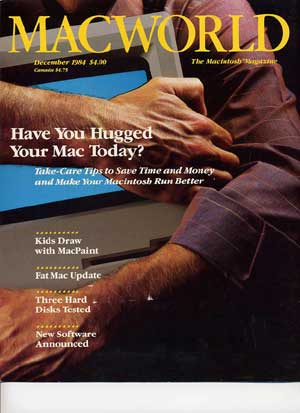 MACWORLD
December 1984 $4.00
Canada $4.75
The Macintosh Magazine
Have You Hugged
Your Mac Today?
Take-Care Tips to Save Time and Money
and Make Your Macintosh Run Better
Kids Draw
with MacPaint
Fat Mac Update
Three Hard
Disks Tested
New Software
Announced